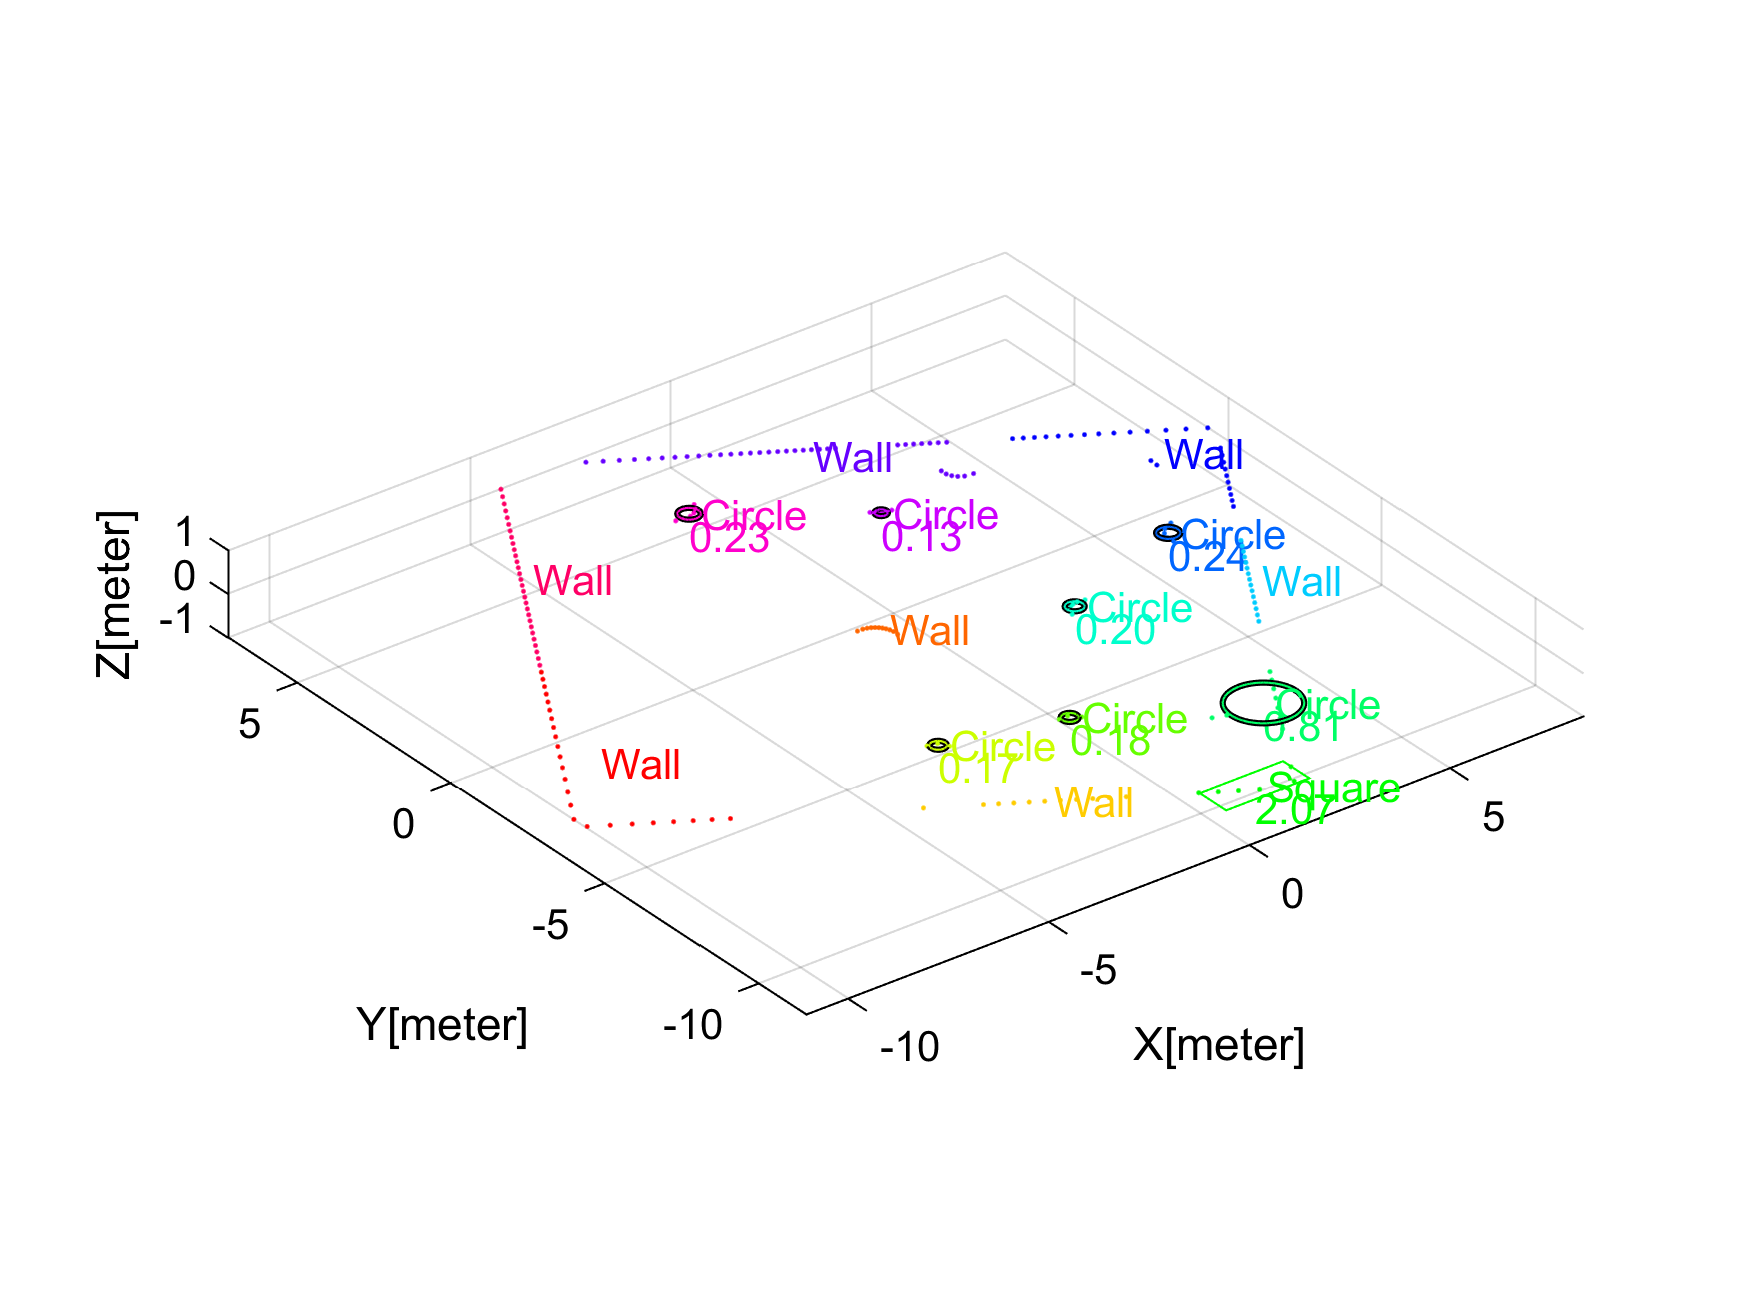 Wall
Wall
Circle
0.23
Circle
0.13
1
0
-1
Z[meter]
Circle
0.24
Wall
Wall
Circle
0.20
Wall
Circle
0.81
Circle
0.18
Circle
0.17
Wall
Square
2.07
Wall
5
0
-5
-10
Y[meter]
5
0
-5
-10
X[meter]